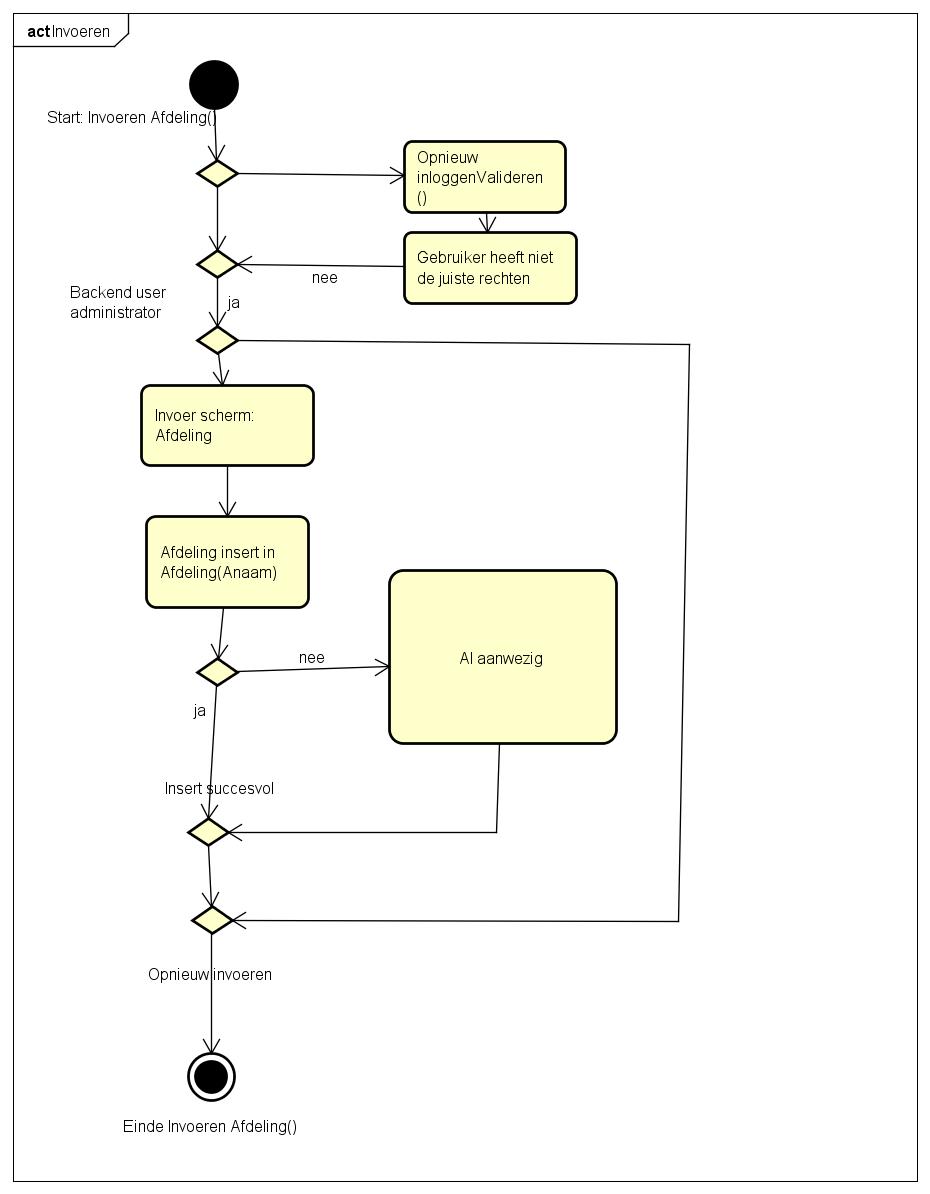 act Invoeren
Start: Invoeren Afdeling()
Opnieuw
inloggenValideren
()
Gebruiker heeft niet
de juiste rechten
nee
Backend user
administrator
ja
Invoer scherm:
Afdeling
Afdeling insert in
Afdeling(Anaam)
nee
Al aanwezig
ja
Insert succesvol
Opnieuw invoeren
Einde Invoeren Afdeling()